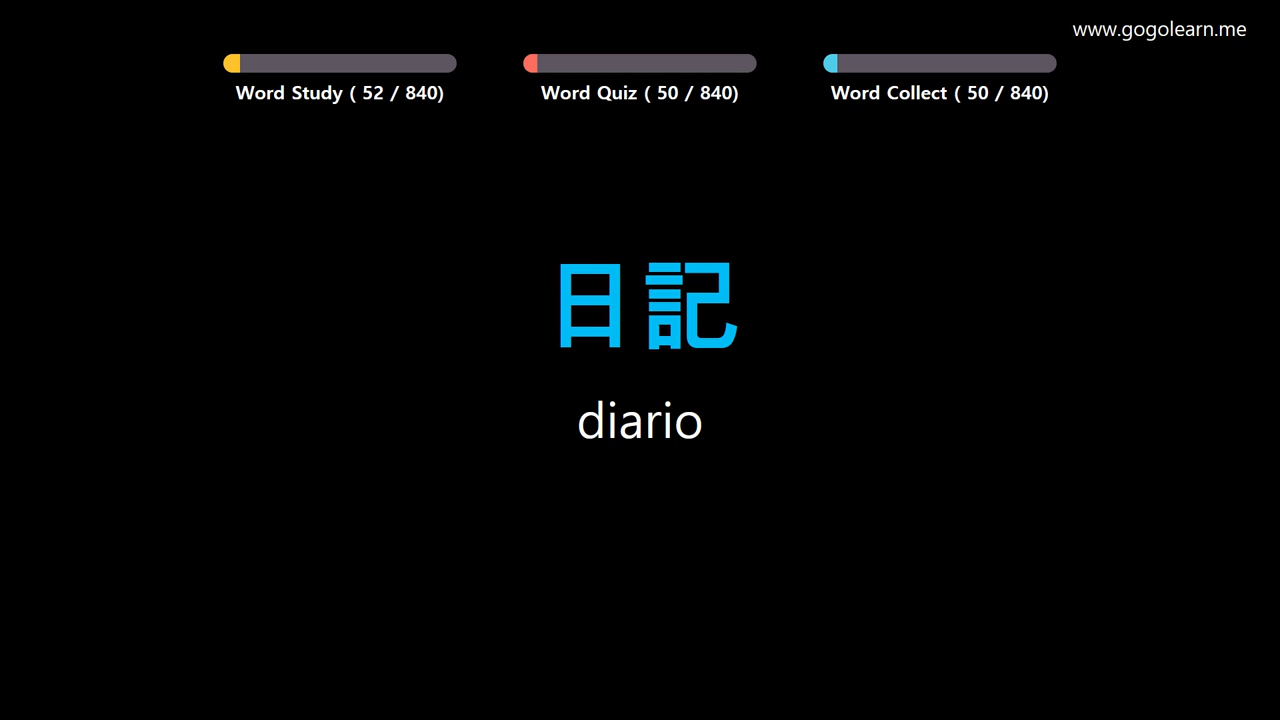 www.gogolearn.me
Word Study ( 52 / 840)
Word Quiz ( 50 / 840)
Word Collect ( 50 / 840)
日記
diario